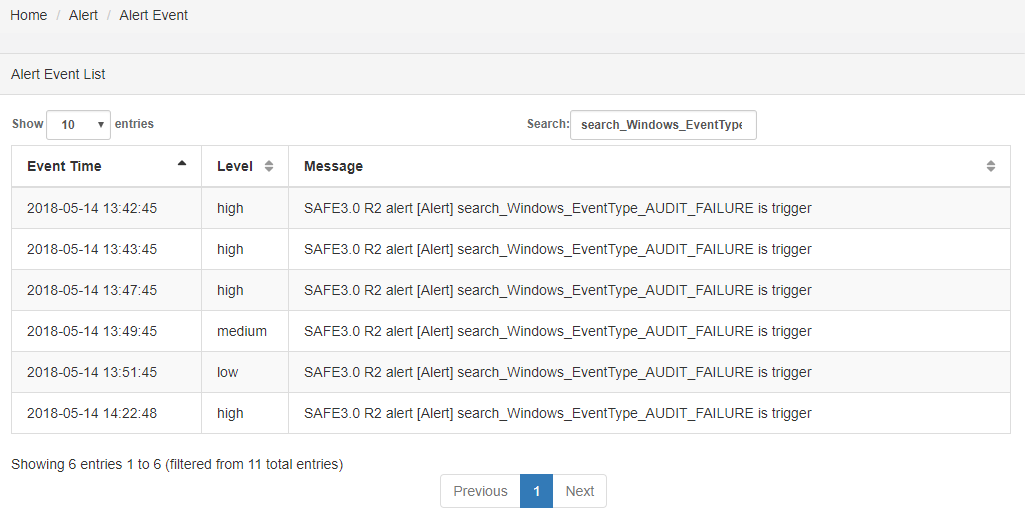 Home / Alert / Alert Event
Alert Event List
Show 10 entries Search: search_Windows_EventType
Event Time Level Message
2018-05-14 13:42:45 high SAFE3.0 R2 alert [Alert] search_Windows_EventType_AUDIT_FAILURE is trigger
2018-05-14 13:43:45 high SAFE3.0 R2 alert [Alert] search_Windows_EventType_AUDIT_FAILURE is trigger
2018-05-14 13:47:45 high SAFE3.0 R2 alert [Alert] search_Windows_EventType_AUDIT_FAILURE is trigger
2018-05-14 13:49:45 medium SAFE3.0 R2 alert [Alert] search_Windows_EventType_AUDIT_FAILURE is trigger
2018-05-14 13:51:45 low SAFE3.0 R2 alert [Alert] search_Windows_EventType_AUDIT_FAILURE is trigger
2018-05-14 14:22:48 high SAFE3.0 R2 alert [Alert] search_Windows_EventType_AUDIT_FAILURE is trigger
Showing 6 entries 1 to 6 (filtered from 11 total entries)
Previous 1 Next